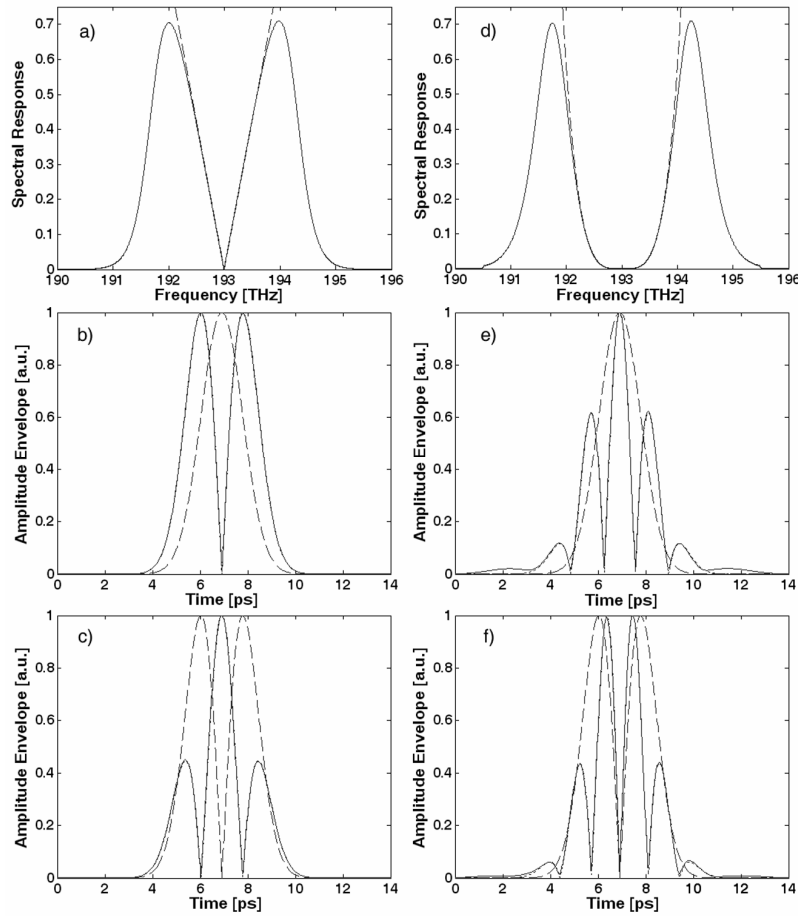 a)
Spectral Response
0.7
0.6
0.5
0.4
0.3
0.2
0.1
0
190 191 192 193 194 195 196
Frequency [THz]
d)
Spectral Response
0.7
0.6
0.5
0.4
0.3
0.2
0.1
0
190 191 192 193 194 195 196
Frequency [THz]
b)
Amplitude Envelope [a.u.]
1
0.8
0.6
0.4
0.2
0
0 2 4 6 8 10 12 14
Time [ps]
e)
Amplitude Envelope [a.u.]
1
0.8
0.6
0.4
0.2
0
0 2 4 6 8 10 12 14
Time [ps]
c)
Amplitude Envelope [a.u.]
1
0.8
0.6
0.4
0.2
0
0 2 4 6 8 10 12 14
Time [ps]
f)
Amplitude Envelope [a.u.]
1
0.8
0.6
0.4
0.2
0
0 2 4 6 8 10 12 14
Time [ps]